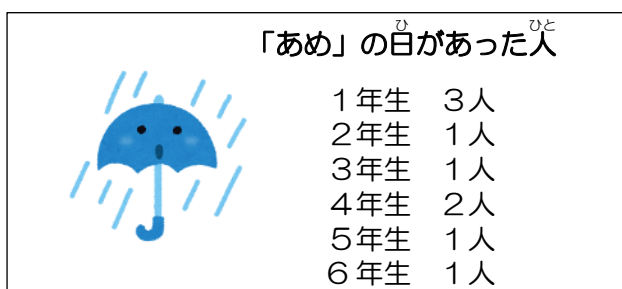 「あめ」の日があった人
１年生　３人
２年生　１人
３年生　１人
４年生　２人
５年生　１人
６年生　１人